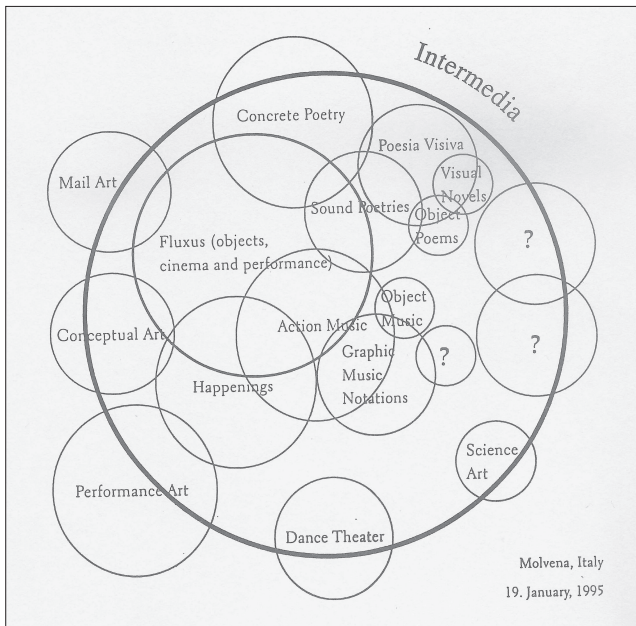 Intermedia
Concrete Poetry
Poesia Visiva
Mail Art
Visual
Novels
Sound Poetries
Object
Poems
Fluxus (objects,
cinema and performance)
?
Object
Music
Action Music
Conceptual Art
Graphic
Music
Notations
?
?
Happenings
Science
Art
Performance Art
Dance Theater
Molvena, Italy
19. January, 1995